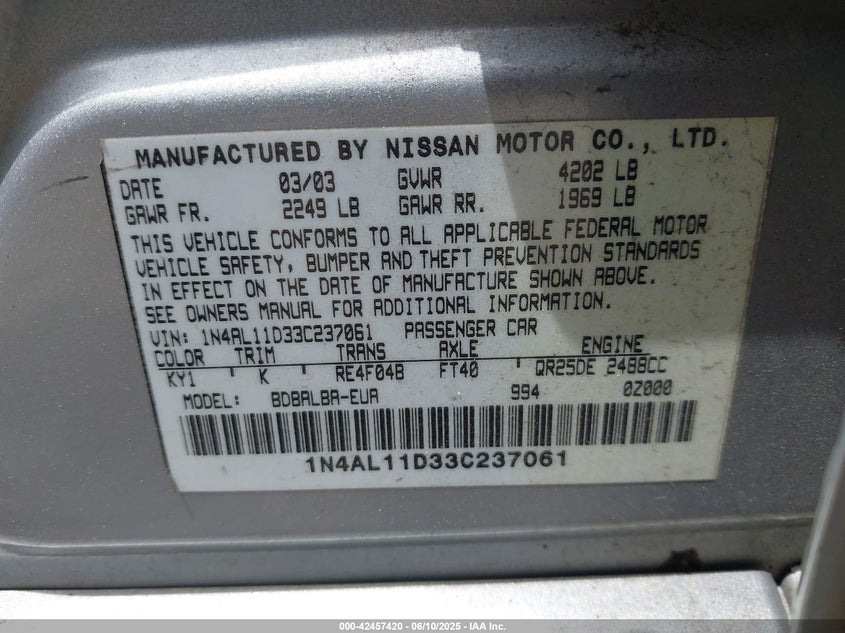 MANUFACTURED BY NISSAN MOTOR CO., LTD.
DATE 03/03 GVWR 4202 LB
GAWR FR. 2249 LB GAWR RR. 1969 LB
THIS VEHICLE CONFORMS TO ALL APPLICABLE FEDERAL MOTOR
VEHICLE SAFETY, BUMPER AND THEFT PREVENTION STANDARDS
IN EFFECT ON THE DATE OF MANUFACTURE SHOWN ABOVE.
SEE OWNERS MANUAL FOR ADDITIONAL INFORMATION.
VIN: 1N4AL11D33C237061 PASSENGER CAR
COLOR TRIM TRANS AXLE ENGINE
KY1 K RE4F04B FT40 QR25DE 2488CC
MODEL: BDBALBA-EUA 994 0Z000
1N4AL11D33C237061
000-42457420 - 06/10/2025 - IAA Inc.